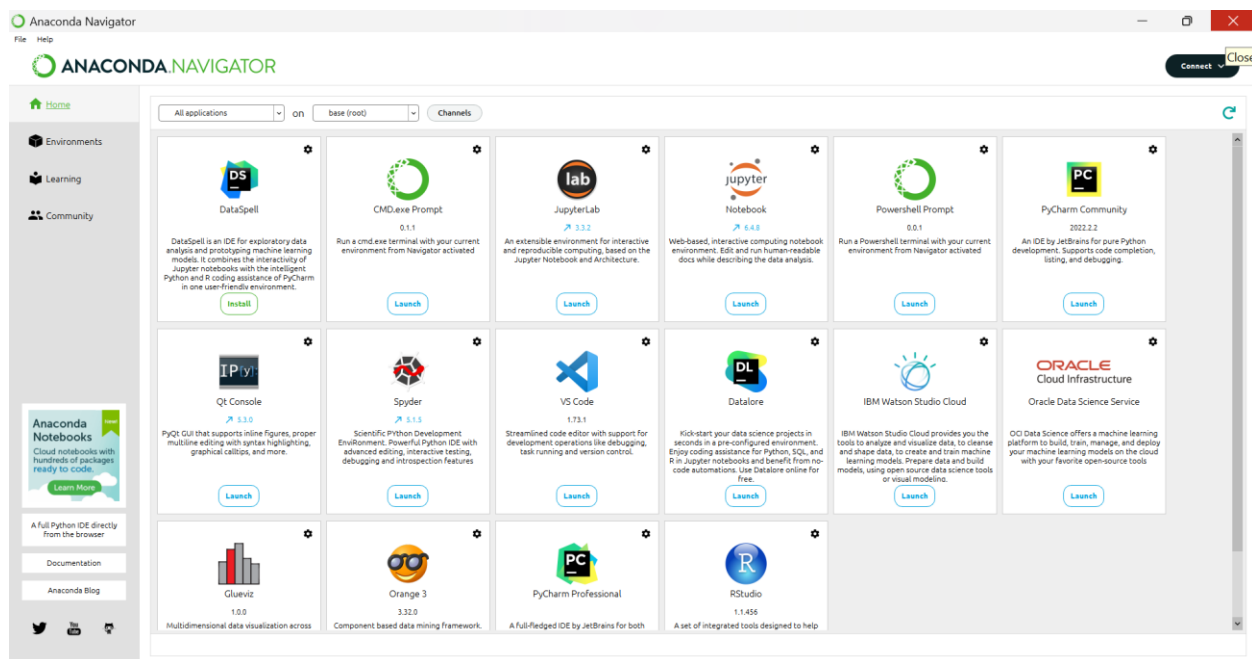 Anaconda Navigator
File Help
ANACONDA.NAVIGATOR
Connect
Close
Home
Environments
Learning
Community
All applications on base (root) Channels
DS
DataSpell
DataSpell is an IDE for exploratory data
analysis and prototyping machine learning
models. It combines the interactivity of
Jupyter notebooks with the intelligent
Python and R coding assistance of PyCharm
in one user-friendly environment.
Install
CMD.exe Prompt
0.1.1
Run a cmd.exe terminal with your current
environment from Navigator activated
Launch
lab
JupyterLab
3.3.2
An extensible environment for interactive
and reproducible computing, based on the
Jupyter Notebook and Architecture.
Launch
jupyter
Notebook
6.4.8
Web-based, interactive computing notebook
environment. Edit and run human-readable
docs while describing the data analysis.
Launch
Powershell Prompt
0.0.1
Run a Powershell terminal with your current
environment from Navigator activated
Launch
PC
PyCharm Community
2022.2.2
An IDE by JetBrains for pure Python
development. Supports code completion,
listing, and debugging.
Launch
IP[y]:
Qt Console
5.3.0
PyQt GUI that supports inline figures, proper
multiline editing with syntax highlighting,
graphical calltips, and more.
Launch
Spyder
5.1.5
Scientific PYthon Development
EnviRonment. Powerful Python IDE with
advanced editing, interactive testing,
debugging and introspection features
Launch
VS Code
1.73.1
Streamlined code editor with support for
development operations like debugging,
task running and version control.
Launch
DL
Datalore
Kick-start your data science projects in
seconds in a pre-configured environment.
Enjoy coding assistance for Python, SQL, and
R in Jupyter notebooks and benefit from no-
code automations. Use Datalore online for
free.
Launch
IBM Watson Studio Cloud
IBM Watson Studio Cloud provides you the
tools to analyze and visualize data, to cleanse
and shape data, to create and train machine
learning models. Prepare data and build
models, using open source data science tools
or visual modeling.
Launch
ORACLE
Cloud Infrastructure
Oracle Data Science Service
OCI Data Science offers a machine learning
platform to build, train, manage, and deploy
your machine learning models on the cloud
with your favorite open-source tools
Launch
Glueviz
1.0.0
Multidimensional data visualization across
Orange 3
3.32.0
Component based data mining framework.
PC
PyCharm Professional
A full-fledged IDE by JetBrains for both
R
RStudio
1.1.456
A set of integrated tools designed to help
Anaconda
Notebooks
Cloud notebooks with
hundreds of packages
ready to code.
Learn More
A full Python IDE directly
from the browser
Documentation
Anaconda Blog
You
Tube